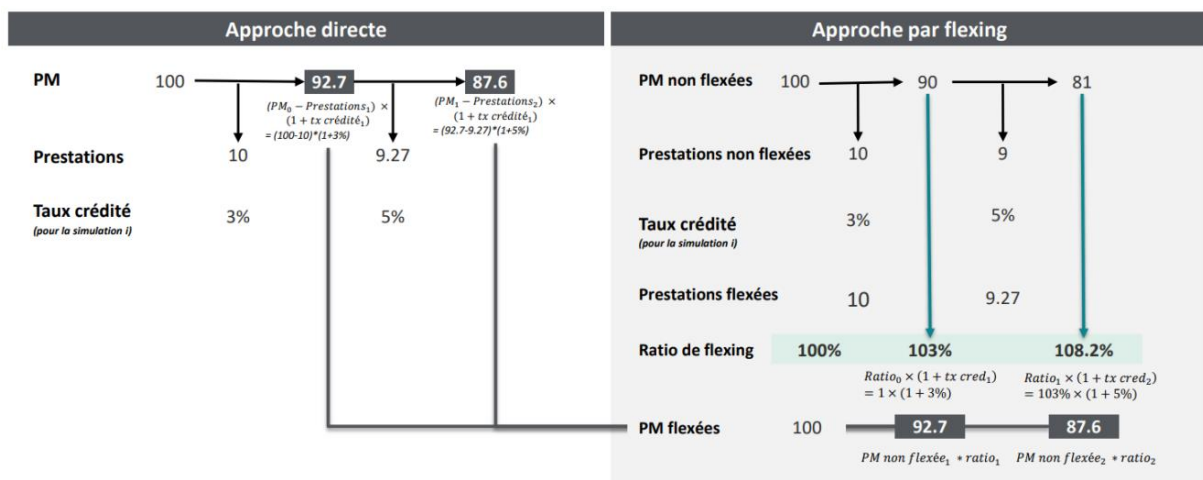 Approche directe
PM 100 92.7 87.6
(PM₀ − Prestations₁) ×
(1 + tx crédité₁)
= (100-10)*(1+3%)
(PM₁ − Prestations₂) ×
(1 + tx crédité₁)
= (92.7-9.27)*(1+5%)
Prestations 10 9.27
Taux crédité 3% 5%
(pour la simulation i)
Approche par flexing
PM non flexées 100 90 81
Prestations non flexées 10 9
Taux crédité 3% 5%
(pour la simulation i)
Prestations flexées 10 9.27
Ratio de flexing 100% 103% 108.2%
Ratio₀ × (1 + tx cred₁)
= 1 × (1 + 3%)
Ratio₁ × (1 + tx cred₂)
= 103% × (1 + 5%)
PM flexées 100 92.7 87.6
PM non flexée₁ * ratio₁ PM non flexée₂ * ratio₂